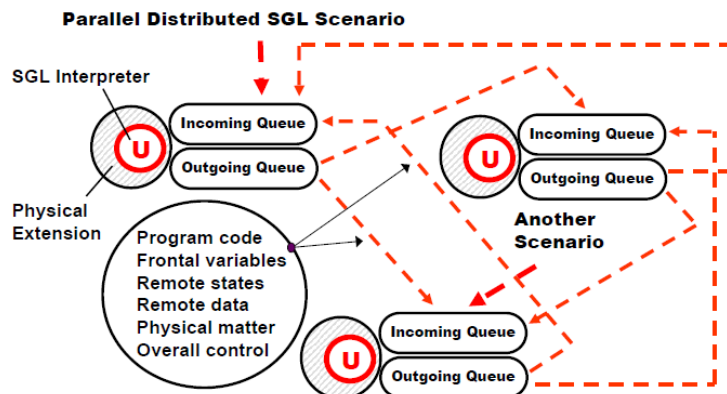 Parallel Distributed SGL Scenario
SGL Interpreter
Incoming Queue
U
Outgoing Queue
Physical
Extension
Incoming Queue
U
Outgoing Queue
Another
Scenario
Program code
Frontal variables
Remote states
Remote data
Physical matter
Overall control
Incoming Queue
U
Outgoing Queue